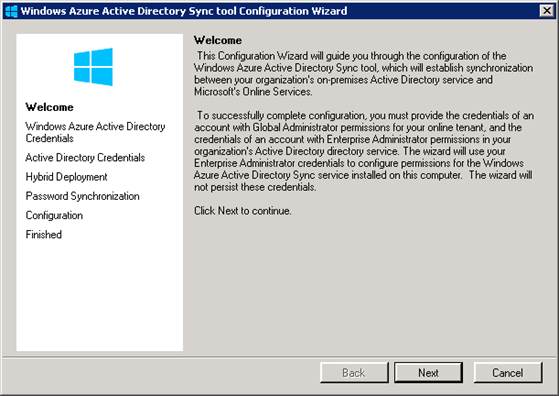 Windows Azure Active Directory Sync tool Configuration Wizard
Welcome
Windows Azure Active Directory
Credentials
Active Directory Credentials
Hybrid Deployment
Password Synchronization
Configuration
Finished
Welcome
This Configuration Wizard will guide you through the configuration of the
Windows Azure Active Directory Sync tool, which will establish synchronization
between your organization's on-premises Active Directory service and
Microsoft's Online Services.
To successfully complete configuration, you must provide the credentials of an
account with Global Administrator permissions for your online tenant, and the
credentials of an account with Enterprise Administrator permissions in your
organization's Active Directory directory service. The wizard will use your
Enterprise Administrator credentials to configure permissions for the Windows
Azure Active Directory Sync service installed on this computer. The wizard will
not persist these credentials.
Click Next to continue.
Back
Next
Cancel